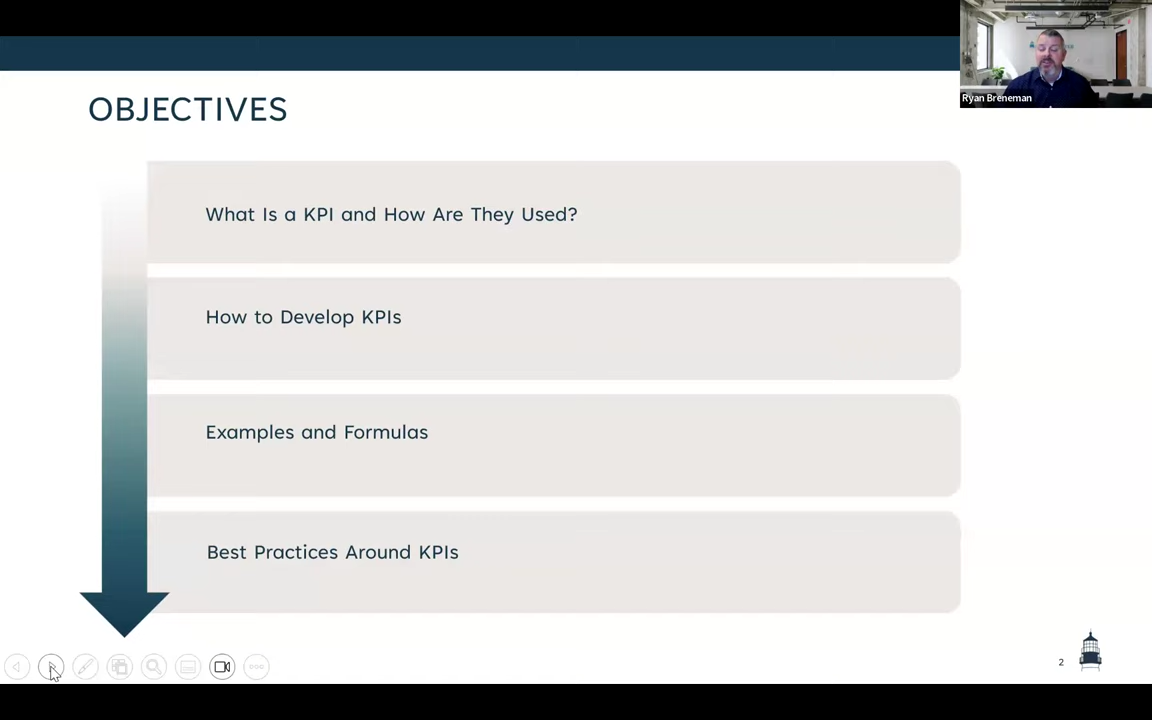 Ryan Breneman
OBJECTIVES
What Is a KPI and How Are They Used?
How to Develop KPIs
Examples and Formulas
Best Practices Around KPIs
2